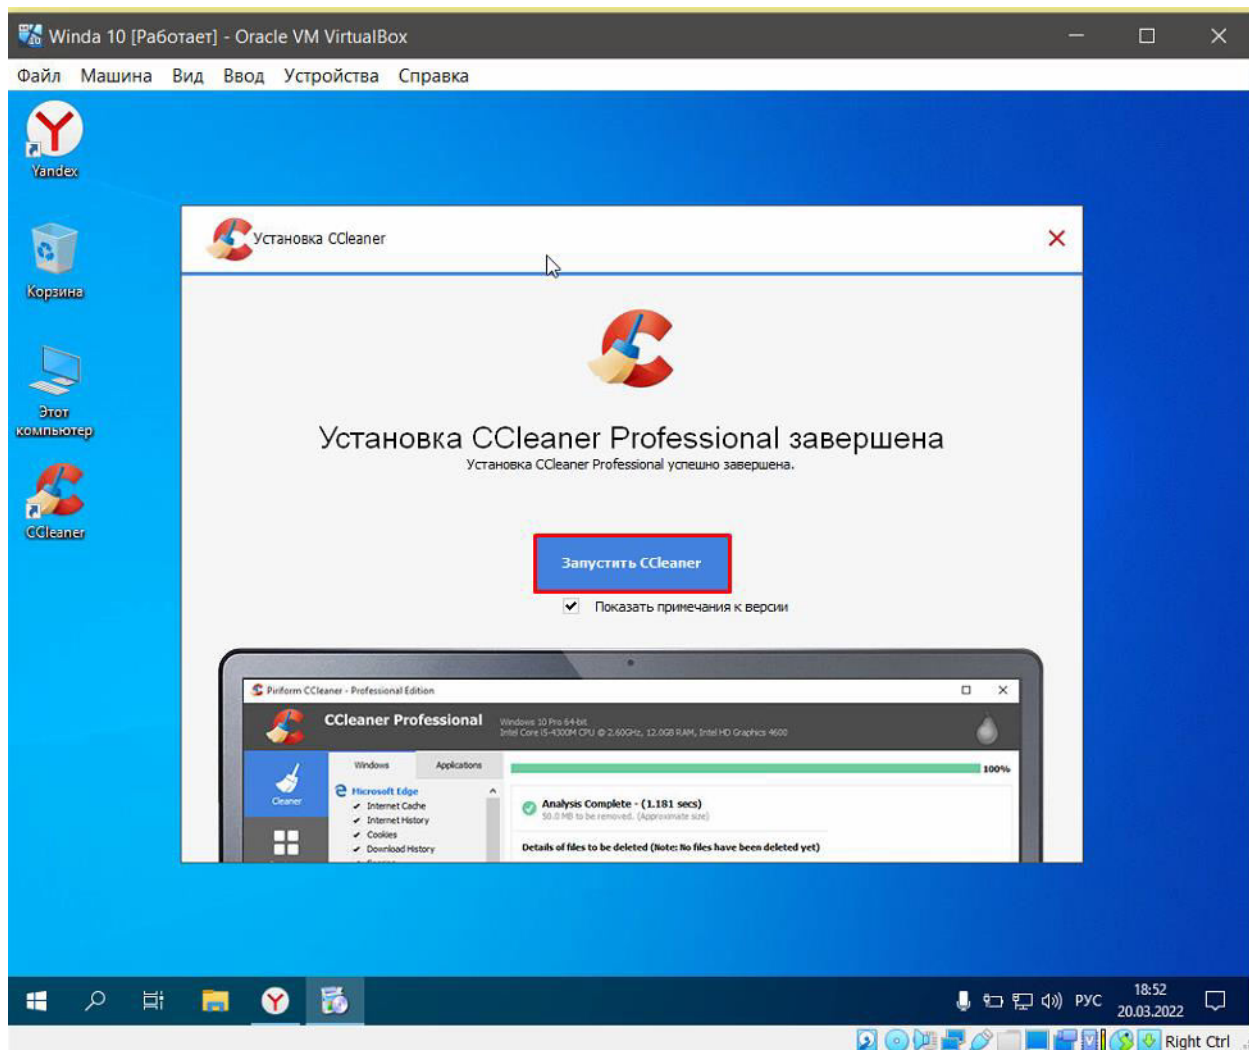 Winda 10 [Работает] - Oracle VM VirtualBox
Файл Машина Вид Ввод Устройства Справка
Yandex
Корзина
Этот
компьютер
CCleaner
Установка CCleaner
Установка CCleaner Professional завершена
Установка CCleaner Professional успешно завершена.
Запустить CCleaner
Показать примечания к версии
Piriform CCleaner - Professional Edition
CCleaner Professional
Windows 10 Pro 64-bit
Intel Core i5-4300M CPU @ 2.60GHz, 12.0GB RAM, Intel HD Graphics 4600
Cleaner
Windows Applications
Microsoft Edge
Internet Cache
Internet History
Cookies
Download History
100%
Analysis Complete - (1.181 secs)
50.0 MB to be removed. (Approximate size)
Details of files to be deleted (Note: No files have been deleted yet)
РУС
18:52
20.03.2022
Right Ctrl